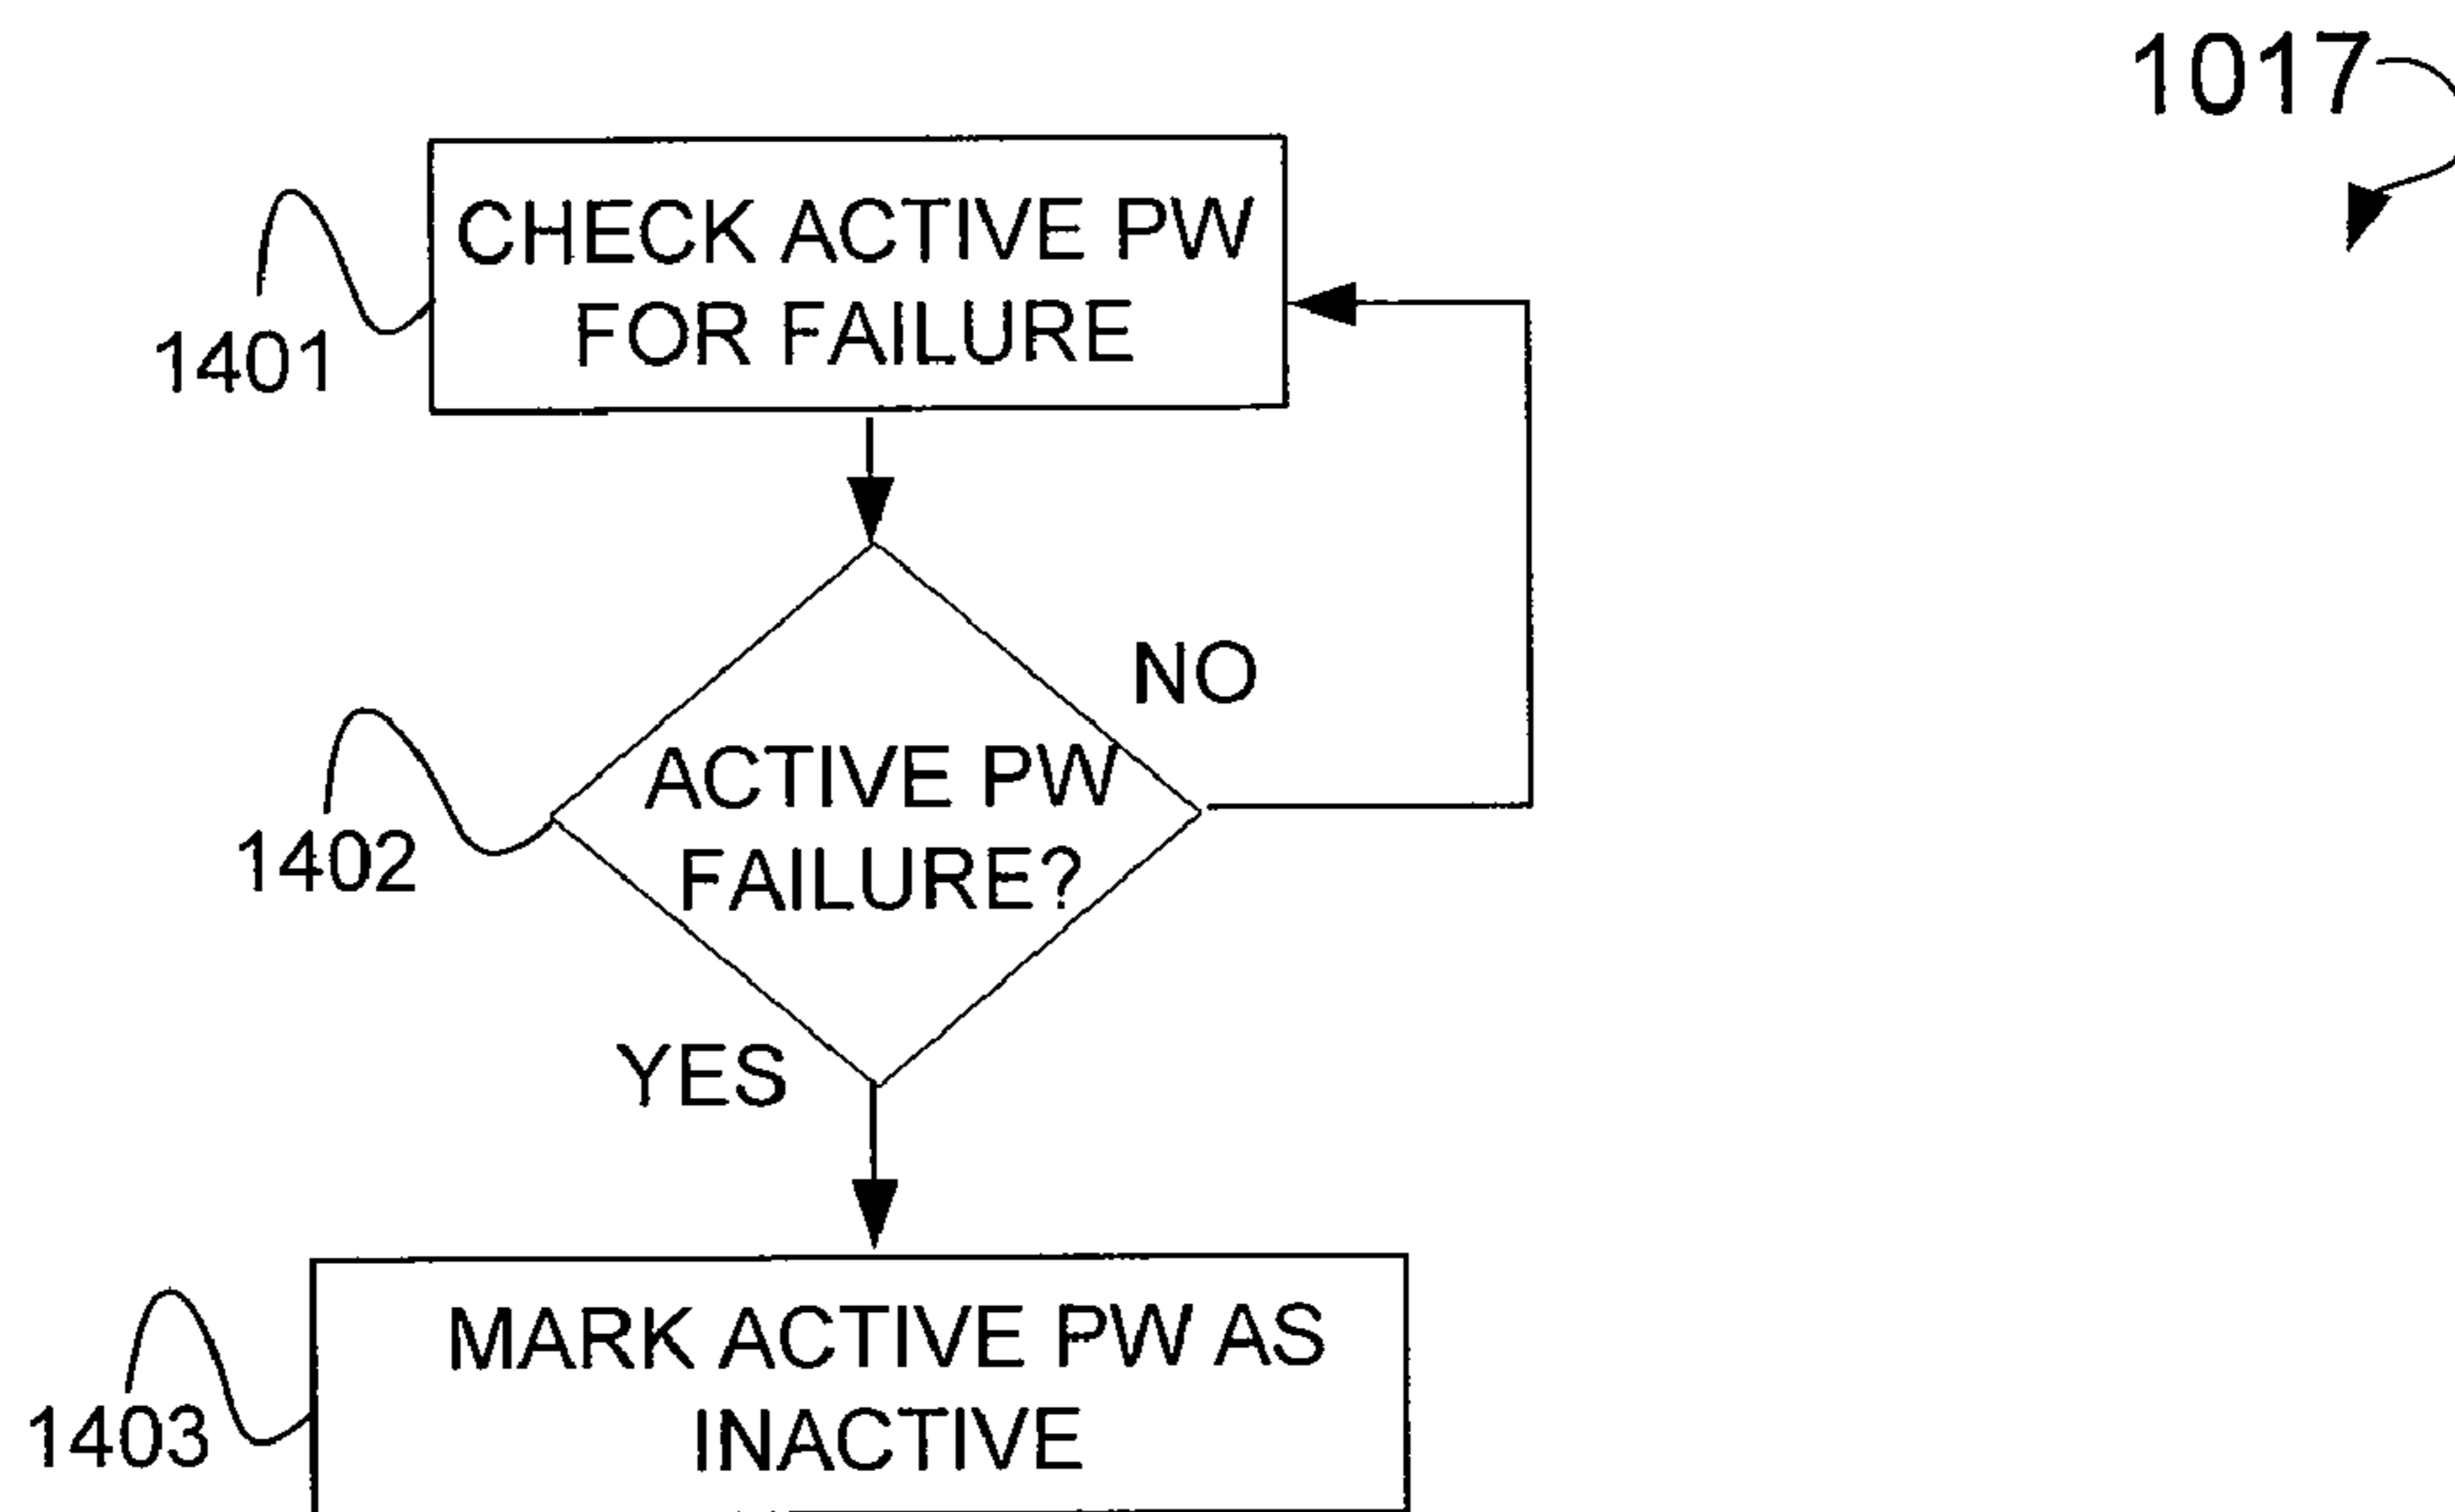 1017
CHECK ACTIVE PW
FOR FAILURE
1401
NO
ACTIVE PW
FAILURE?
1402
YES
MARK ACTIVE PW AS
INACTIVE
1403